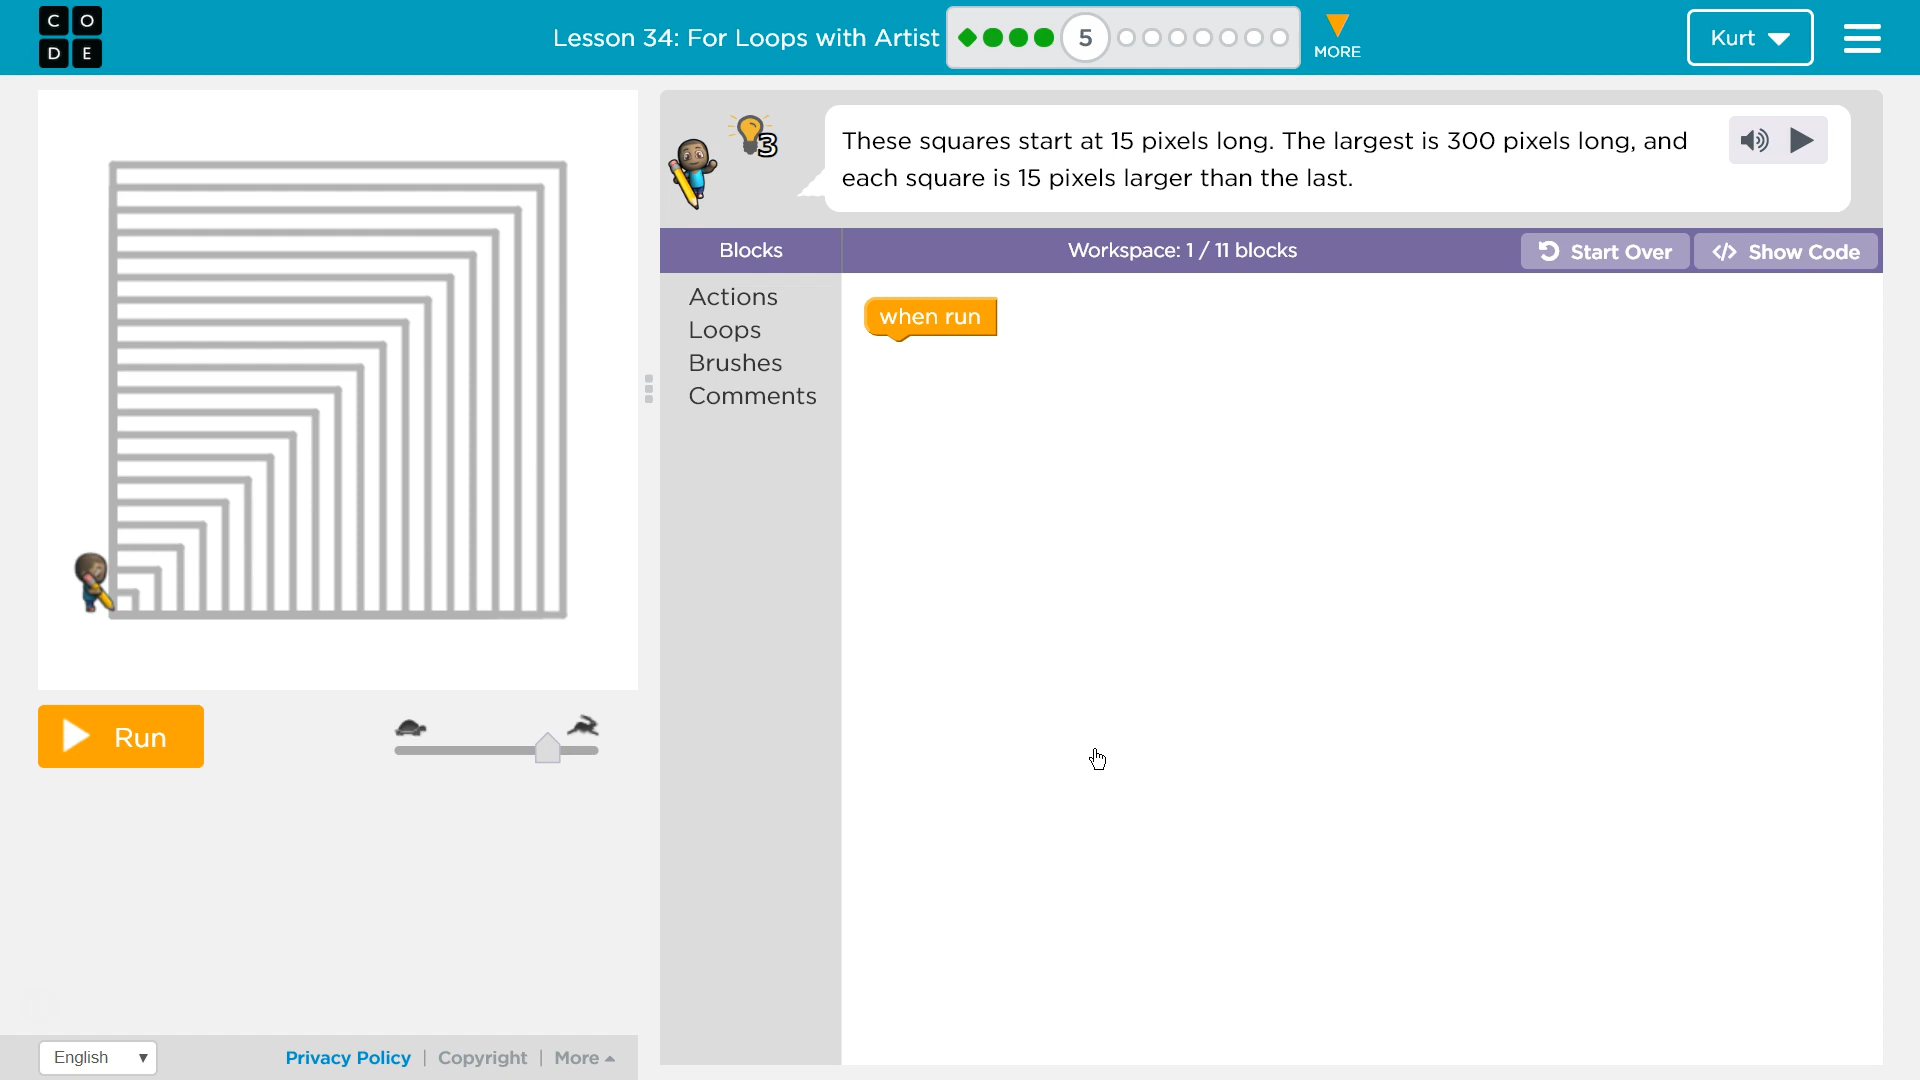 C O
D E
Lesson 34: For Loops with Artist
5
MORE
Kurt
3
These squares start at 15 pixels long. The largest is 300 pixels long, and
each square is 15 pixels larger than the last.
Blocks
Workspace: 1 / 11 blocks
Start Over
</> Show Code
Actions
Loops
Brushes
Comments
when run
Run
English
Privacy Policy | Copyright | More